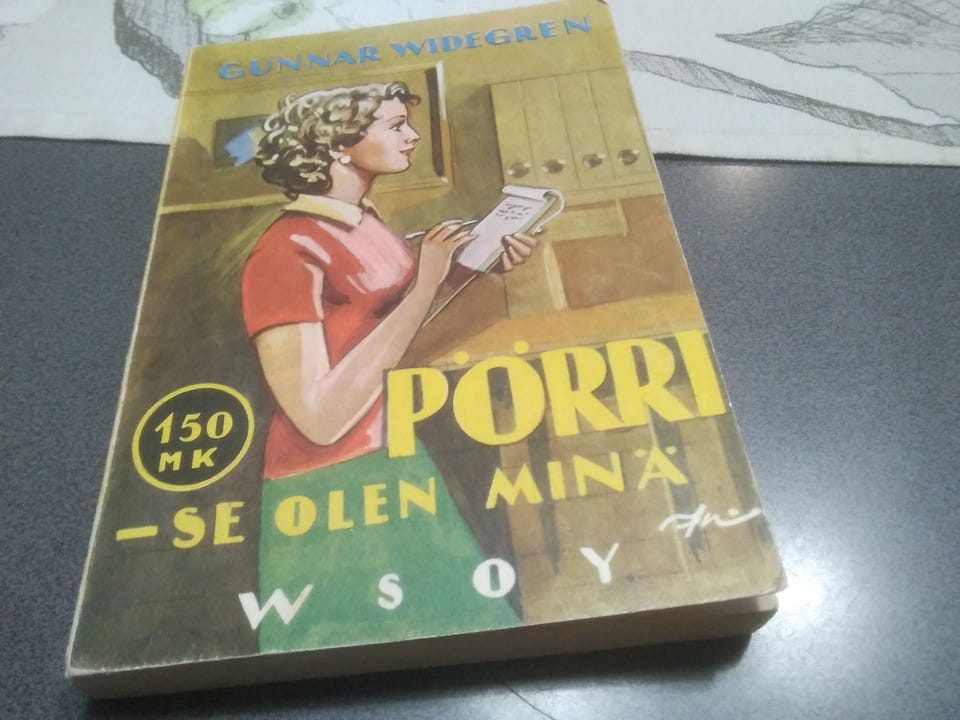 GUNNAR WIDEGREN
PÖRRI
150
MK
– SE OLEN MINÄ
WSOY